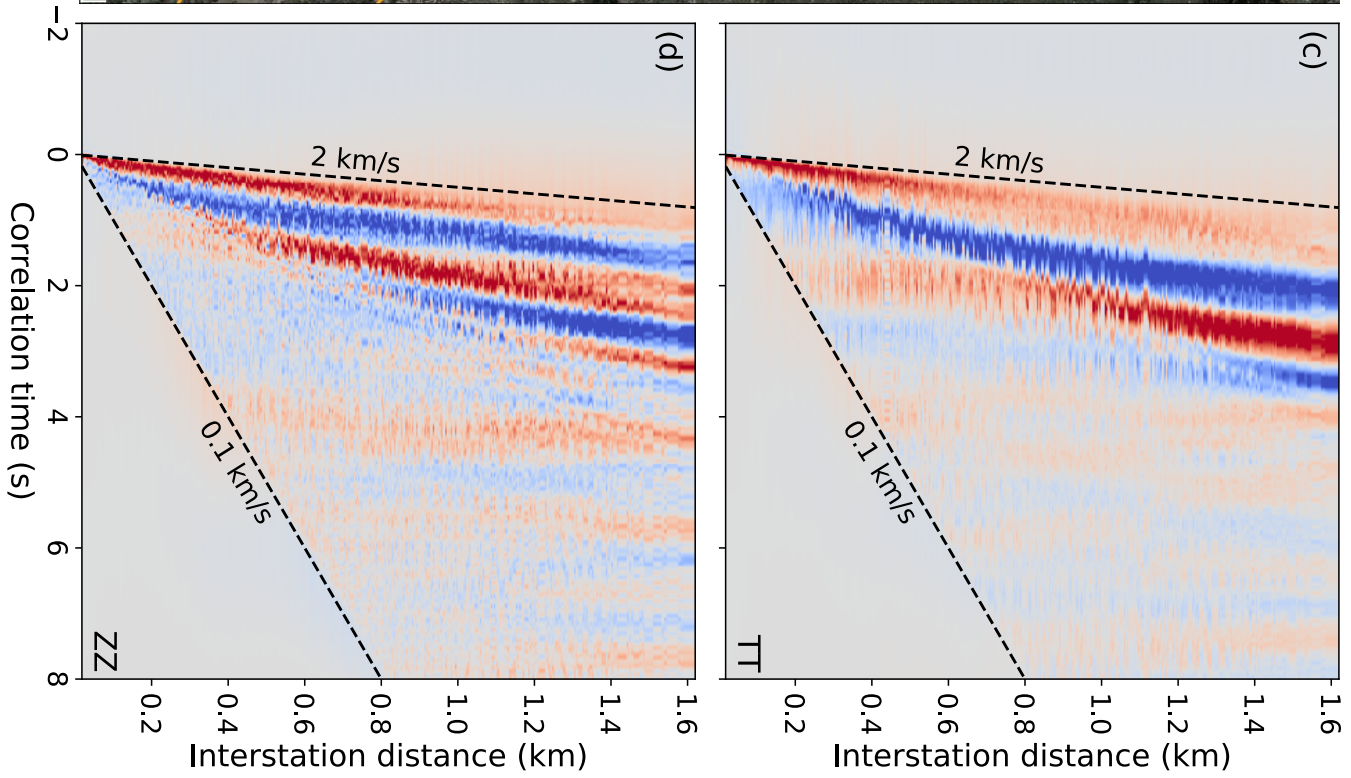 (d)
2 km/s
0.1 km/s
ZZ
−2
0
2
4
6
8
Correlation time (s)
0.2
0.4
0.6
0.8
1.0
1.2
1.4
1.6
Interstation distance (km)
(c)
2 km/s
0.1 km/s
TT
0.2
0.4
0.6
0.8
1.0
1.2
1.4
1.6
Interstation distance (km)